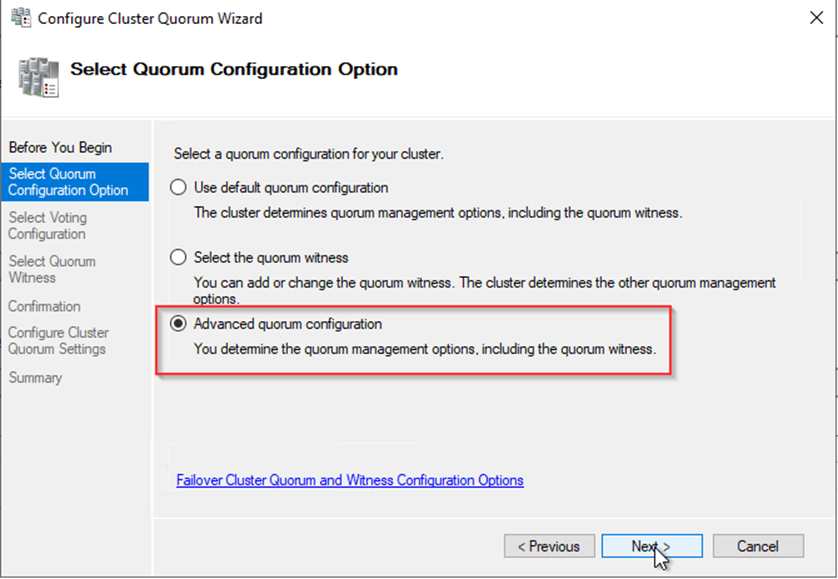 Configure Cluster Quorum Wizard
Select Quorum Configuration Option
Before You Begin
Select Quorum
Configuration Option
Select Voting
Configuration
Select Quorum
Witness
Confirmation
Configure Cluster
Quorum Settings
Summary
Select a quorum configuration for your cluster.
Use default quorum configuration
The cluster determines quorum management options, including the quorum witness.
Select the quorum witness
You can add or change the quorum witness. The cluster determines the other quorum management
options.
Advanced quorum configuration
You determine the quorum management options, including the quorum witness.
Failover Cluster Quorum and Witness Configuration Options
< Previous
Next >
Cancel